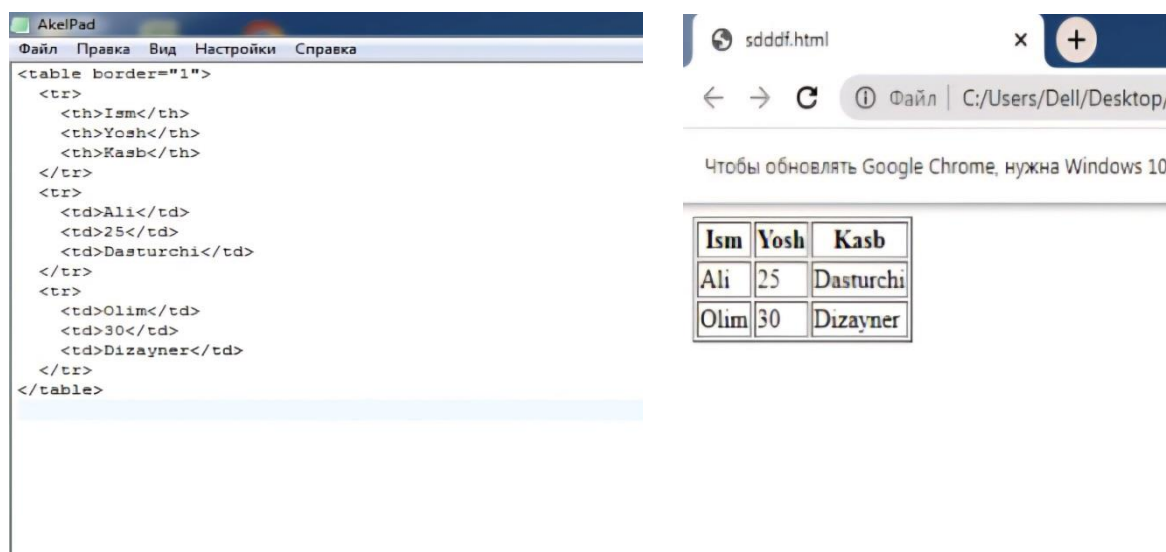 AkelPad
Файл Правка Вид Настройки Справка
<table border="1">
<tr>
<th>Ism</th>
<th>Yosh</th>
<th>Kasb</th>
</tr>
<tr>
<td>Ali</td>
<td>25</td>
<td>Dasturchi</td>
</tr>
<tr>
<td>Olim</td>
<td>30</td>
<td>Dizayner</td>
</tr>
</table>
sdddf.html
Файл | C:/Users/Dell/Desktop/
Чтобы обновлять Google Chrome, нужна Windows 10
Ism Yosh Kasb
Ali 25 Dasturchi
Olim 30 Dizayner